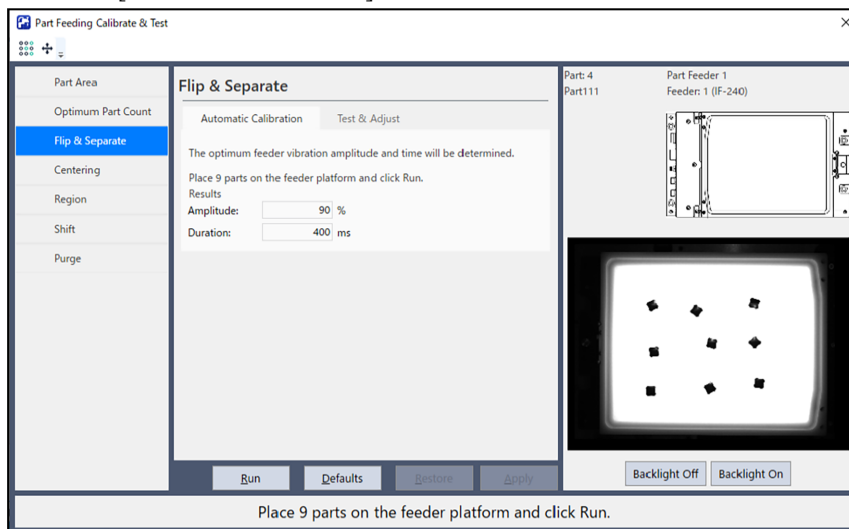 Part Feeding Calibrate & Test
Part Area
Optimum Part Count
Flip & Separate
Centering
Region
Shift
Purge
Flip & Separate
Automatic Calibration
Test & Adjust
The optimum feeder vibration amplitude and time will be determined.
Place 9 parts on the feeder platform and click Run.
Results
Amplitude: 90 %
Duration: 400 ms
Run
Defaults
Restore
Apply
Part: 4
Part Feeder 1
Part111
Feeder: 1 (IF-240)
Backlight Off
Backlight On
Place 9 parts on the feeder platform and click Run.